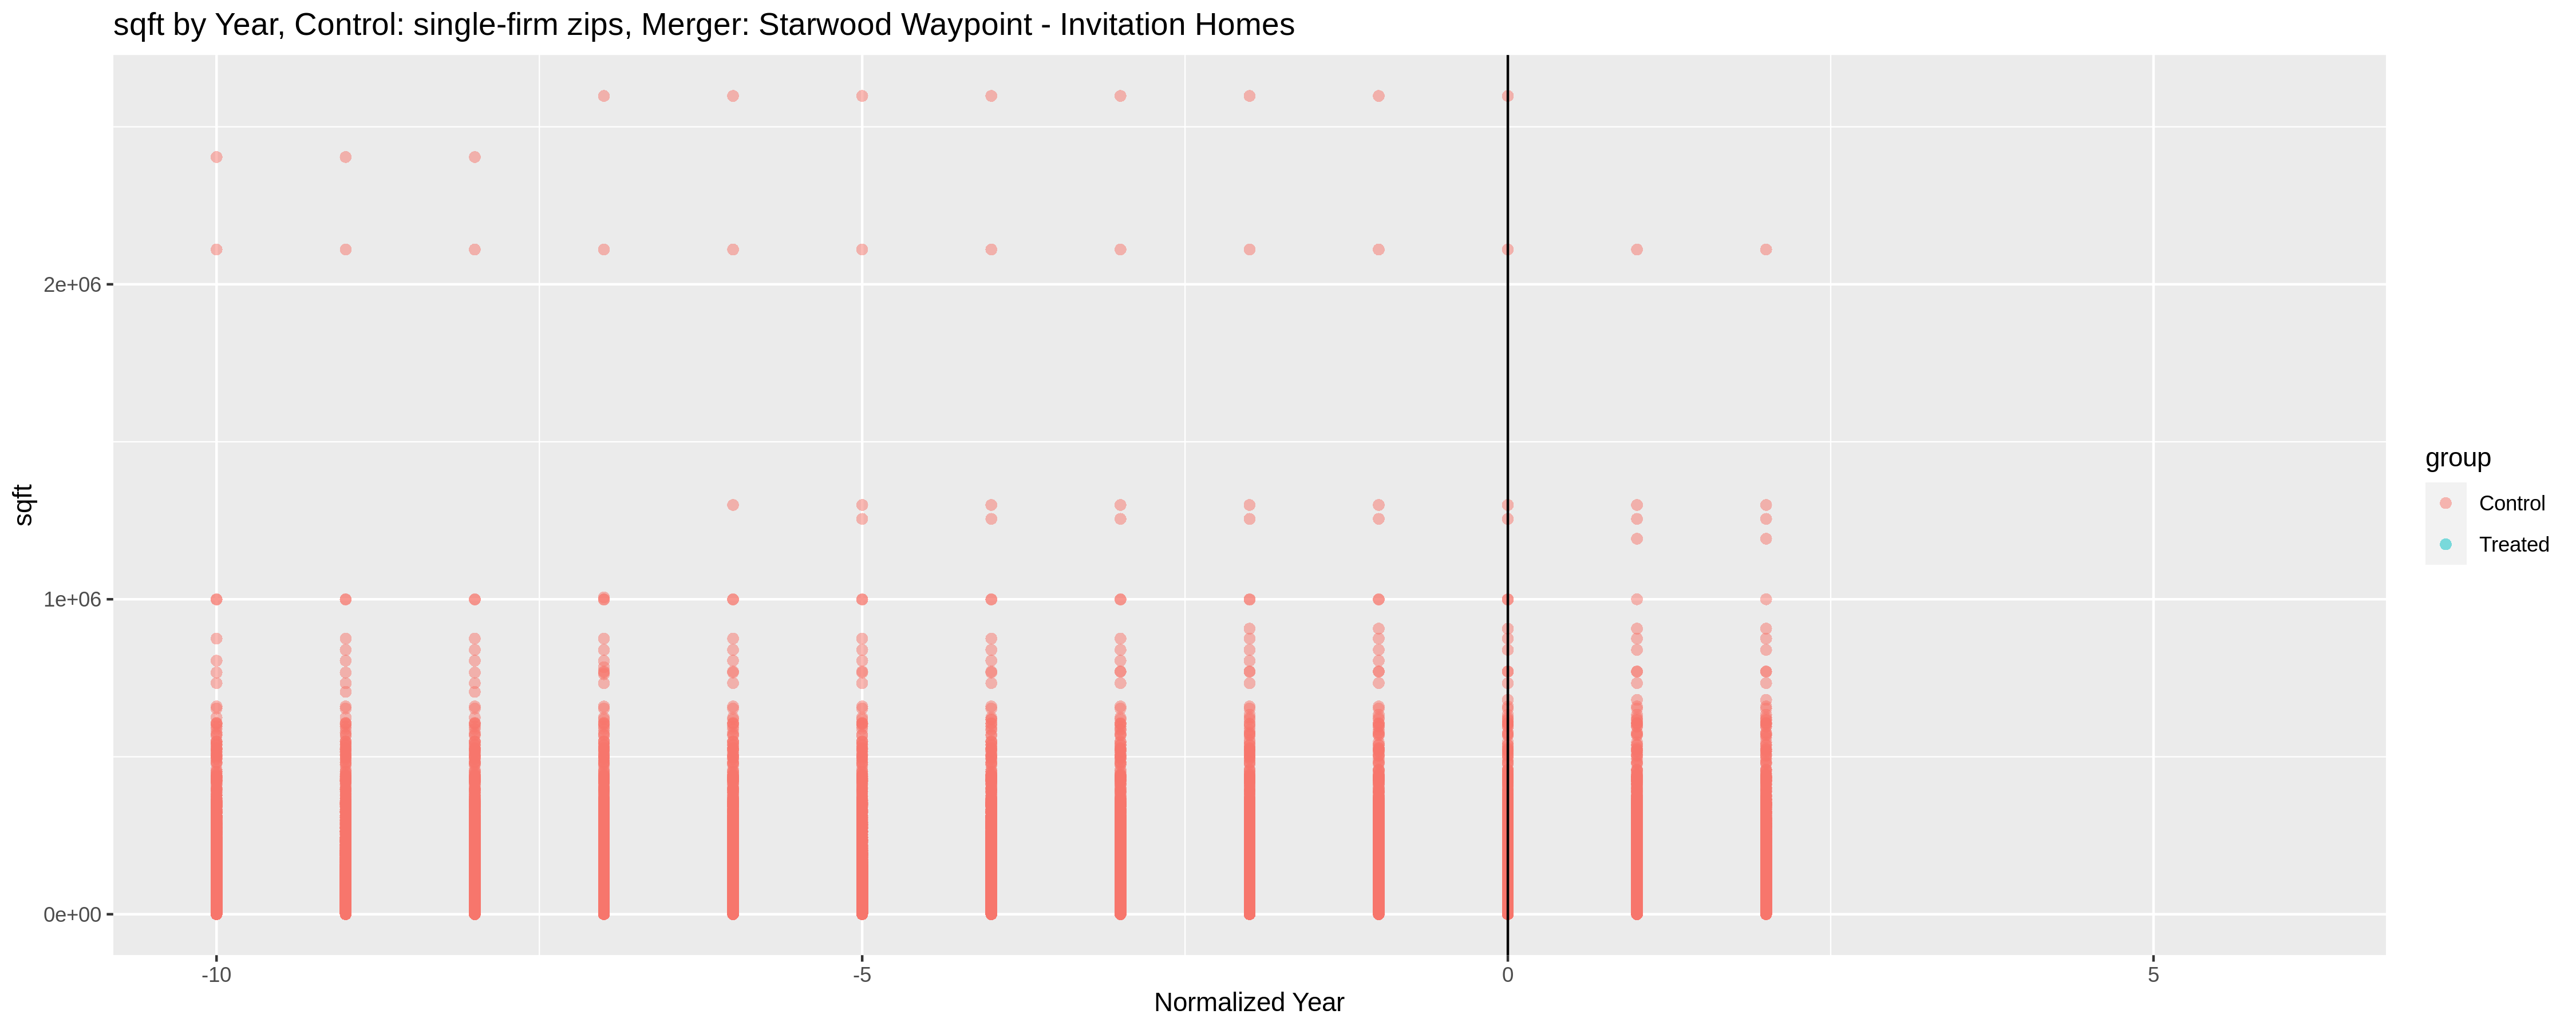 sqft by Year, Control: single-firm zips, Merger: Starwood Waypoint - Invitation Homes
sqft
2e+06
1e+06
0e+00
-10
-5
0
5
Normalized Year
group
Control
Treated